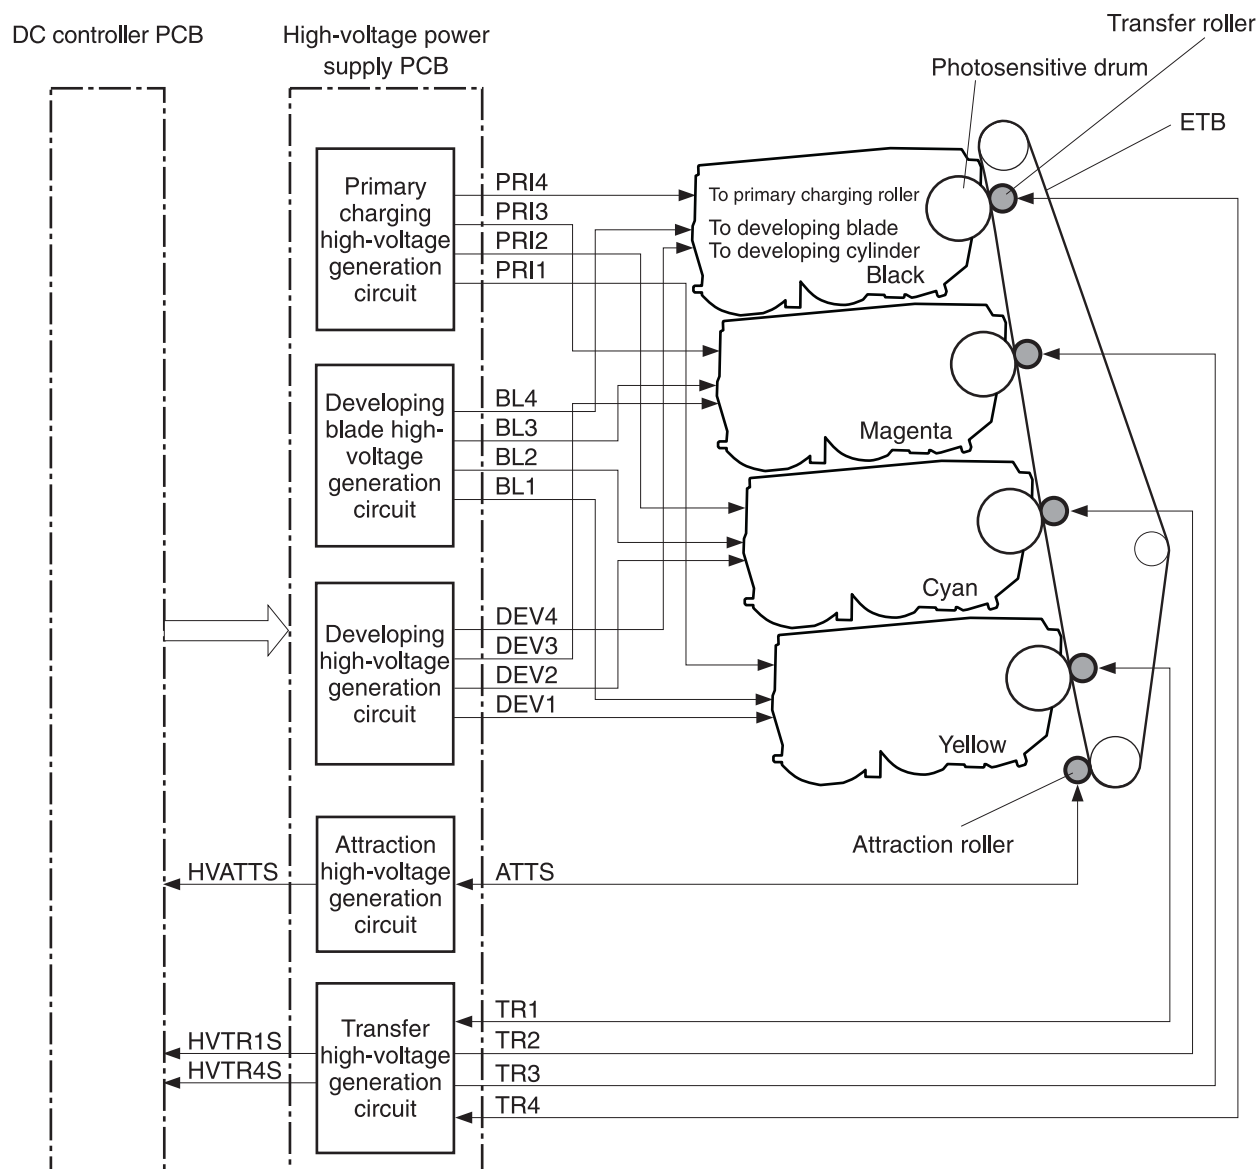 DC controller PCB
High-voltage power
supply PCB
Transfer roller
Photosensitive drum
ETB
Primary
charging
high-voltage
generation
circuit
PRI4
PRI3
PRI2
PRI1
To primary charging roller
To developing blade
To developing cylinder
Black
Magenta
Developing
blade high-
voltage
generation
circuit
BL4
BL3
BL2
BL1
Cyan
Developing
high-voltage
generation
circuit
DEV4
DEV3
DEV2
DEV1
Yellow
Attraction roller
Attraction
high-voltage
generation
circuit
HVATTS
ATTS
Transfer
high-voltage
generation
circuit
HVTR1S
HVTR4S
TR1
TR2
TR3
TR4